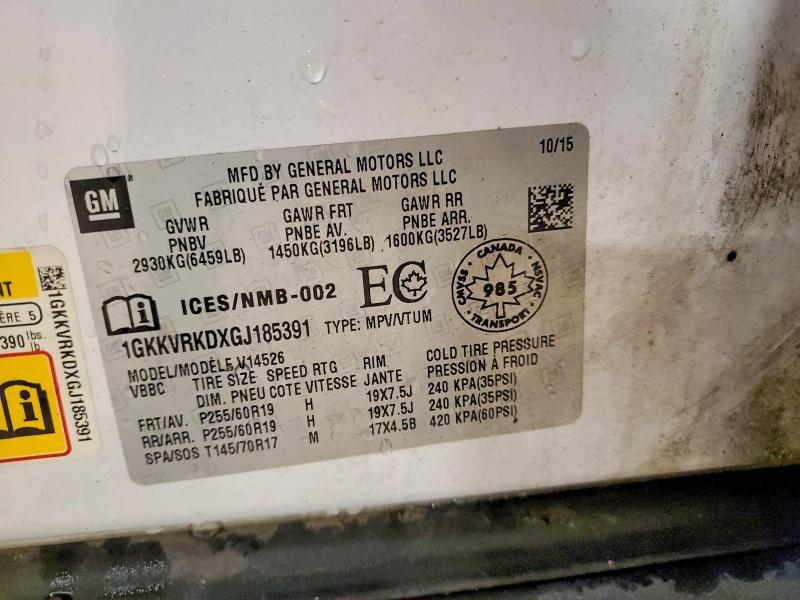 10/15
MFD BY GENERAL MOTORS LLC
FABRIQUÉ PAR GENERAL MOTORS LLC
GM
GVWR GAWR FRT GAWR RR
PNBV PNBE AV. PNBE ARR.
2930KG(6459LB) 1450KG(3196LB) 1600KG(3527LB)
ICES/NMB-002 EC
CANADA
CMVSS 985 NSVAC
TRANSPORT
1GKKVRKDXGJ185391 TYPE: MPV/VTUM
MODEL/MODÈLE V14526
VBBC TIRE SIZE SPEED RTG RIM COLD TIRE PRESSURE
DIM. PNEU COTE VITESSE JANTE PRESSION À FROID
FRT/AV. P255/60R19 H 19X7.5J 240 KPA(35PSI)
RR/ARR. P255/60R19 H 19X7.5J 240 KPA(35PSI)
SPA/SOS T145/70R17 M 17X4.5B 420 KPA(60PSI)
NT
ÈRE 5
390 lbs.
lb
1GKKVRKDXGJ185391